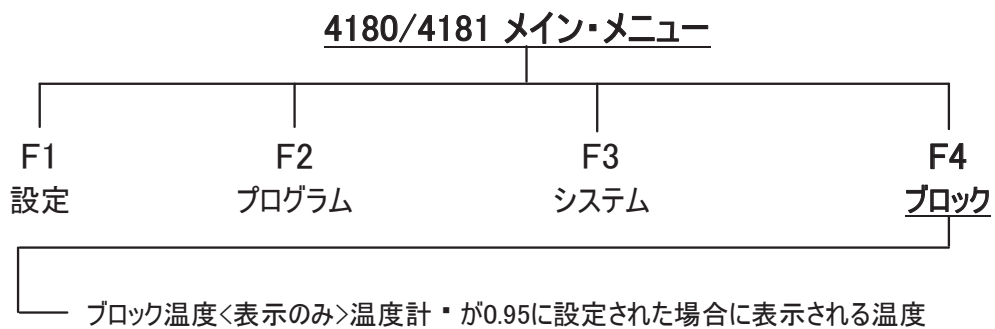 4180/4181 メイン・メニュー
F1 F2 F3 F4
設定 プログラム システム ブロック
ブロック温度<表示のみ>温度計 ▪ が0.95に設定された場合に表示される温度